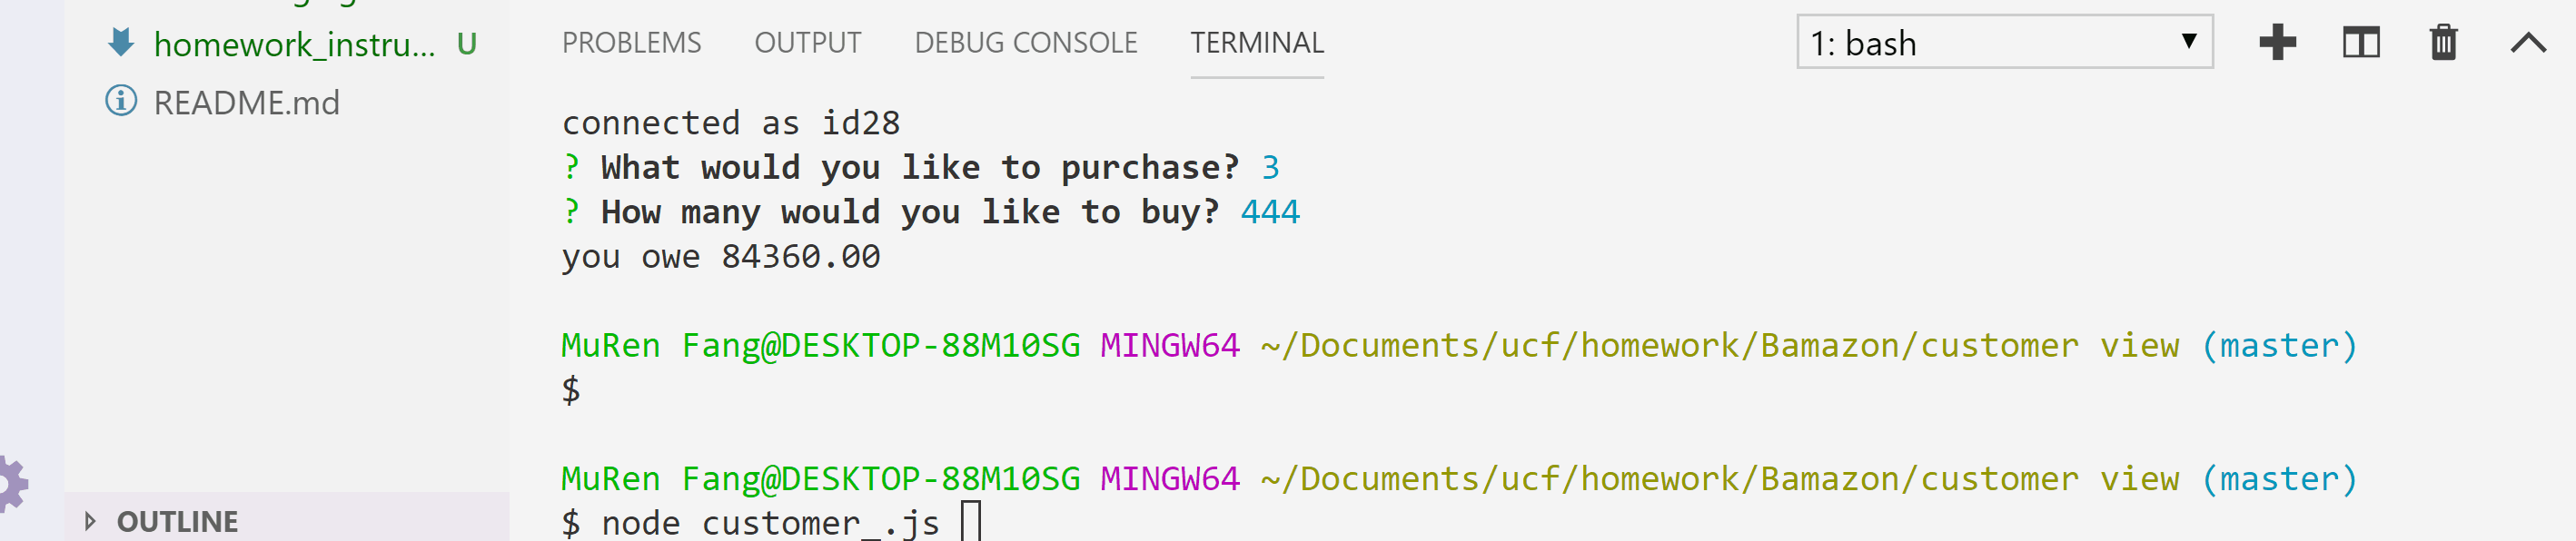 homework_instru... U
README.md
OUTLINE
PROBLEMS OUTPUT DEBUG CONSOLE TERMINAL 1: bash
connected as id28
? What would you like to purchase? 3
? How many would you like to buy? 444
you owe 84360.00
MuRen Fang@DESKTOP-88M10SG MINGW64 ~/Documents/ucf/homework/Bamazon/customer view (master)
$
MuRen Fang@DESKTOP-88M10SG MINGW64 ~/Documents/ucf/homework/Bamazon/customer view (master)
$ node customer_.js